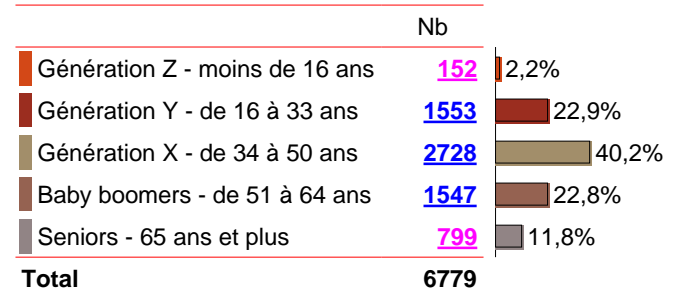 Nb
Génération Z - moins de 16 ans 152 2,2%
Génération Y - de 16 à 33 ans 1553 22,9%
Génération X - de 34 à 50 ans 2728 40,2%
Baby boomers - de 51 à 64 ans 1547 22,8%
Seniors - 65 ans et plus 799 11,8%
Total 6779